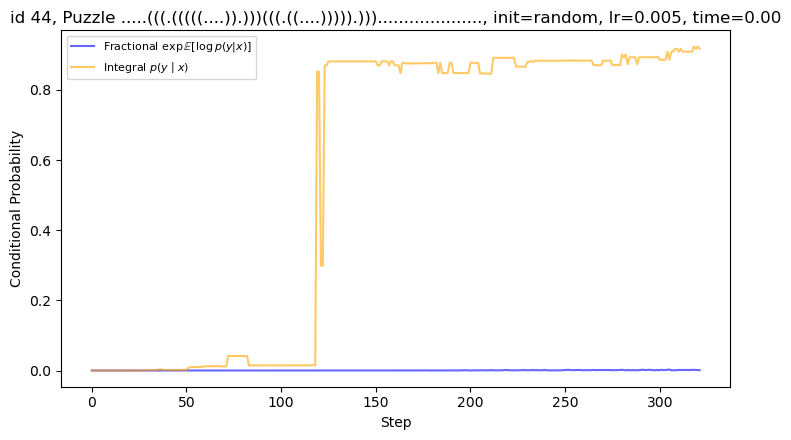 id 44, Puzzle .....(((.(((((....)).)))(((.((....))))).)))....................., init=random, lr=0.005, time=0.00
Fractional exp𝔼[log p(y|x)]
Integral p(y | x)
Conditional Probability
0.8
0.6
0.4
0.2
0.0
0
50
100
150
200
250
300
Step